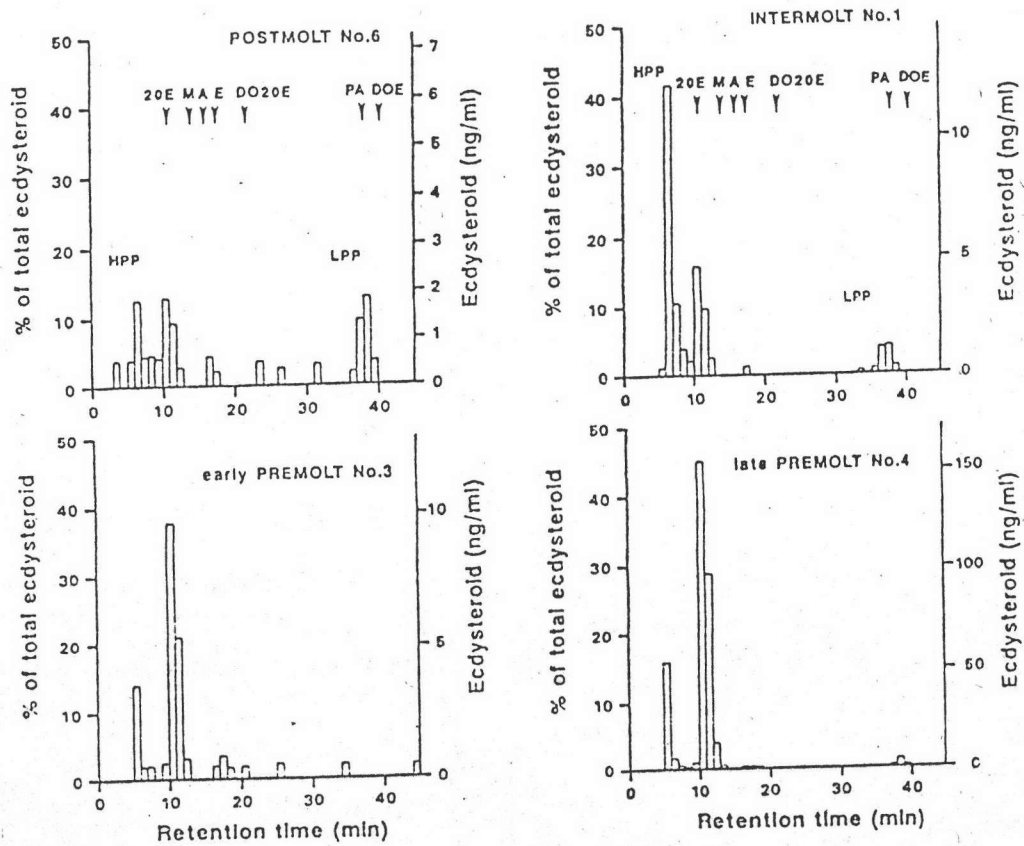 POSTMOLT No.6
50
40
30
20
10
0
% of total ecdysteroid
20E M A E DO20E PA DOE
HPP
LPP
7
6
5
4
3
2
1
0
Ecdysteroid (ng/ml)
0 10 20 30 40
INTERMOLT No.1
50
40
30
20
10
0
% of total ecdysteroid
HPP
20E M A E DO20E PA DOE
LPP
10
5
.0
Ecdysteroid (ng/ml)
0 10 20 30 40
early PREMOLT No.3
50
40
30
20
10
0
% of total ecdysteroid
10
5
0
Ecdysteroid (ng/ml)
0 10 20 30 40
Retention time (min)
late PREMOLT No.4
50
40
30
20
10
0
% of total ecdysteroid
150
100
50
C
Ecdysteroid (ng/ml)
0 10 20 30 40
Retention time (min)